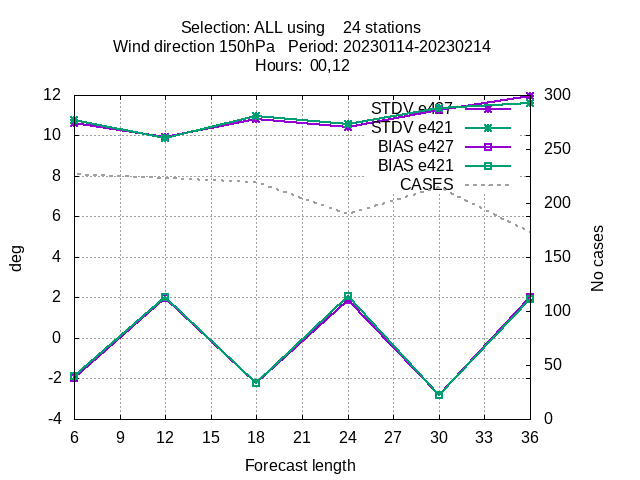 Selection: ALL using    24 stations
Wind direction 150hPa   Period: 20230114-20230214
Hours:  00,12
STDV e427
STDV e421
BIAS e427
BIAS e421
CASES
12
10
8
6
4
2
0
-2
-4
deg
300
250
200
150
100
50
0
No cases
6 9 12 15 18 21 24 27 30 33 36
Forecast length